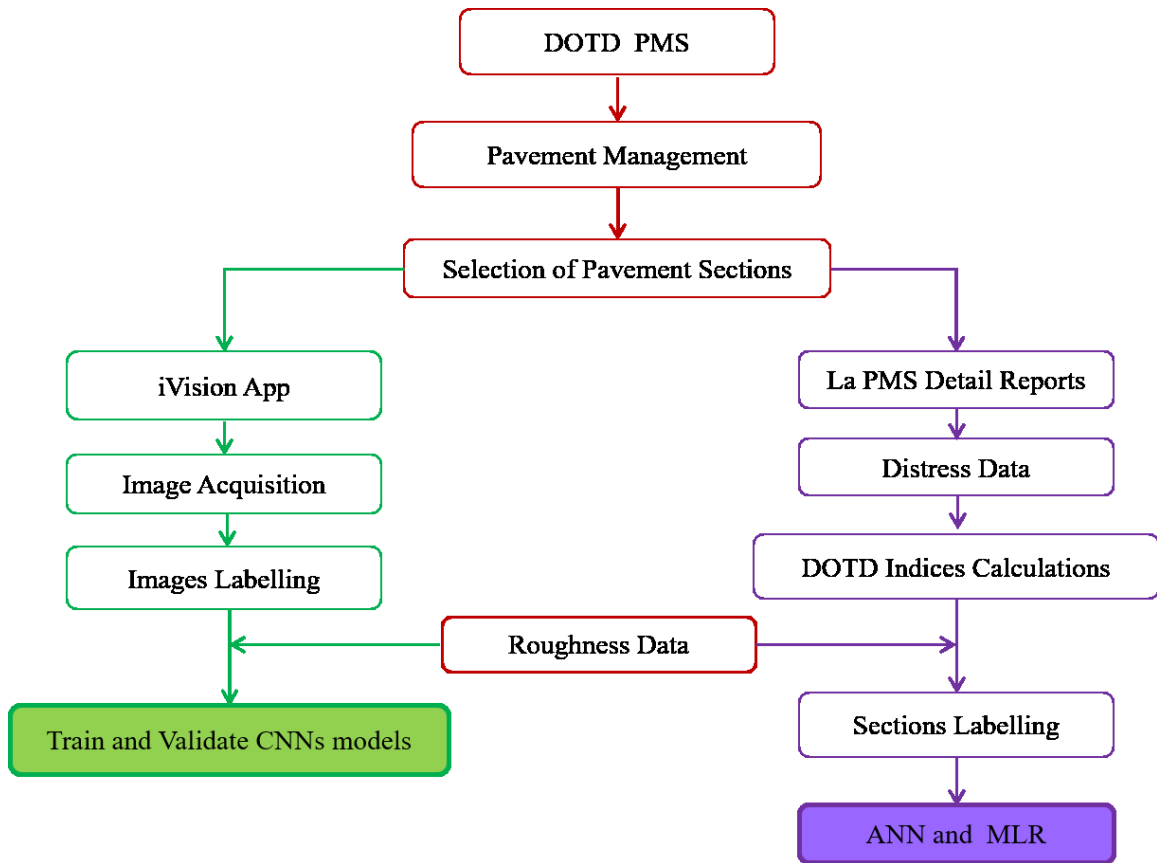 DOTD PMS
Pavement Management
Selection of Pavement Sections
iVision App
Image Acquisition
Images Labelling
La PMS Detail Reports
Distress Data
DOTD Indices Calculations
Roughness Data
Train and Validate CNNs models
Sections Labelling
ANN and MLR